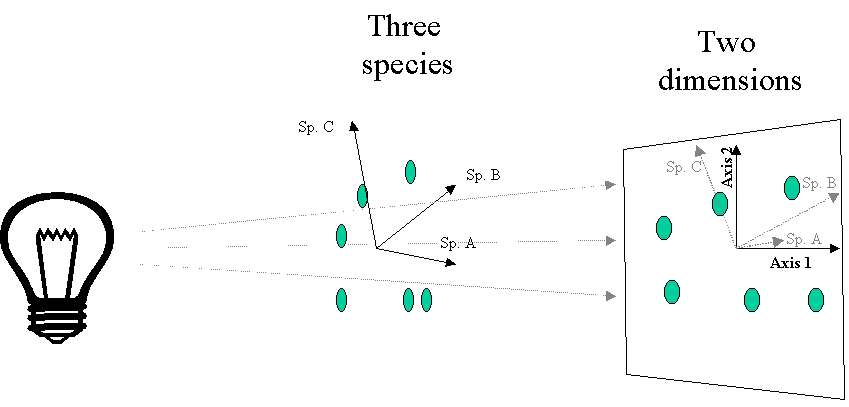 Three
species
Two
dimensions
Sp. C
Sp. B
Sp. A
Sp. C
Axis 2
Sp. B
Sp. A
Axis 1